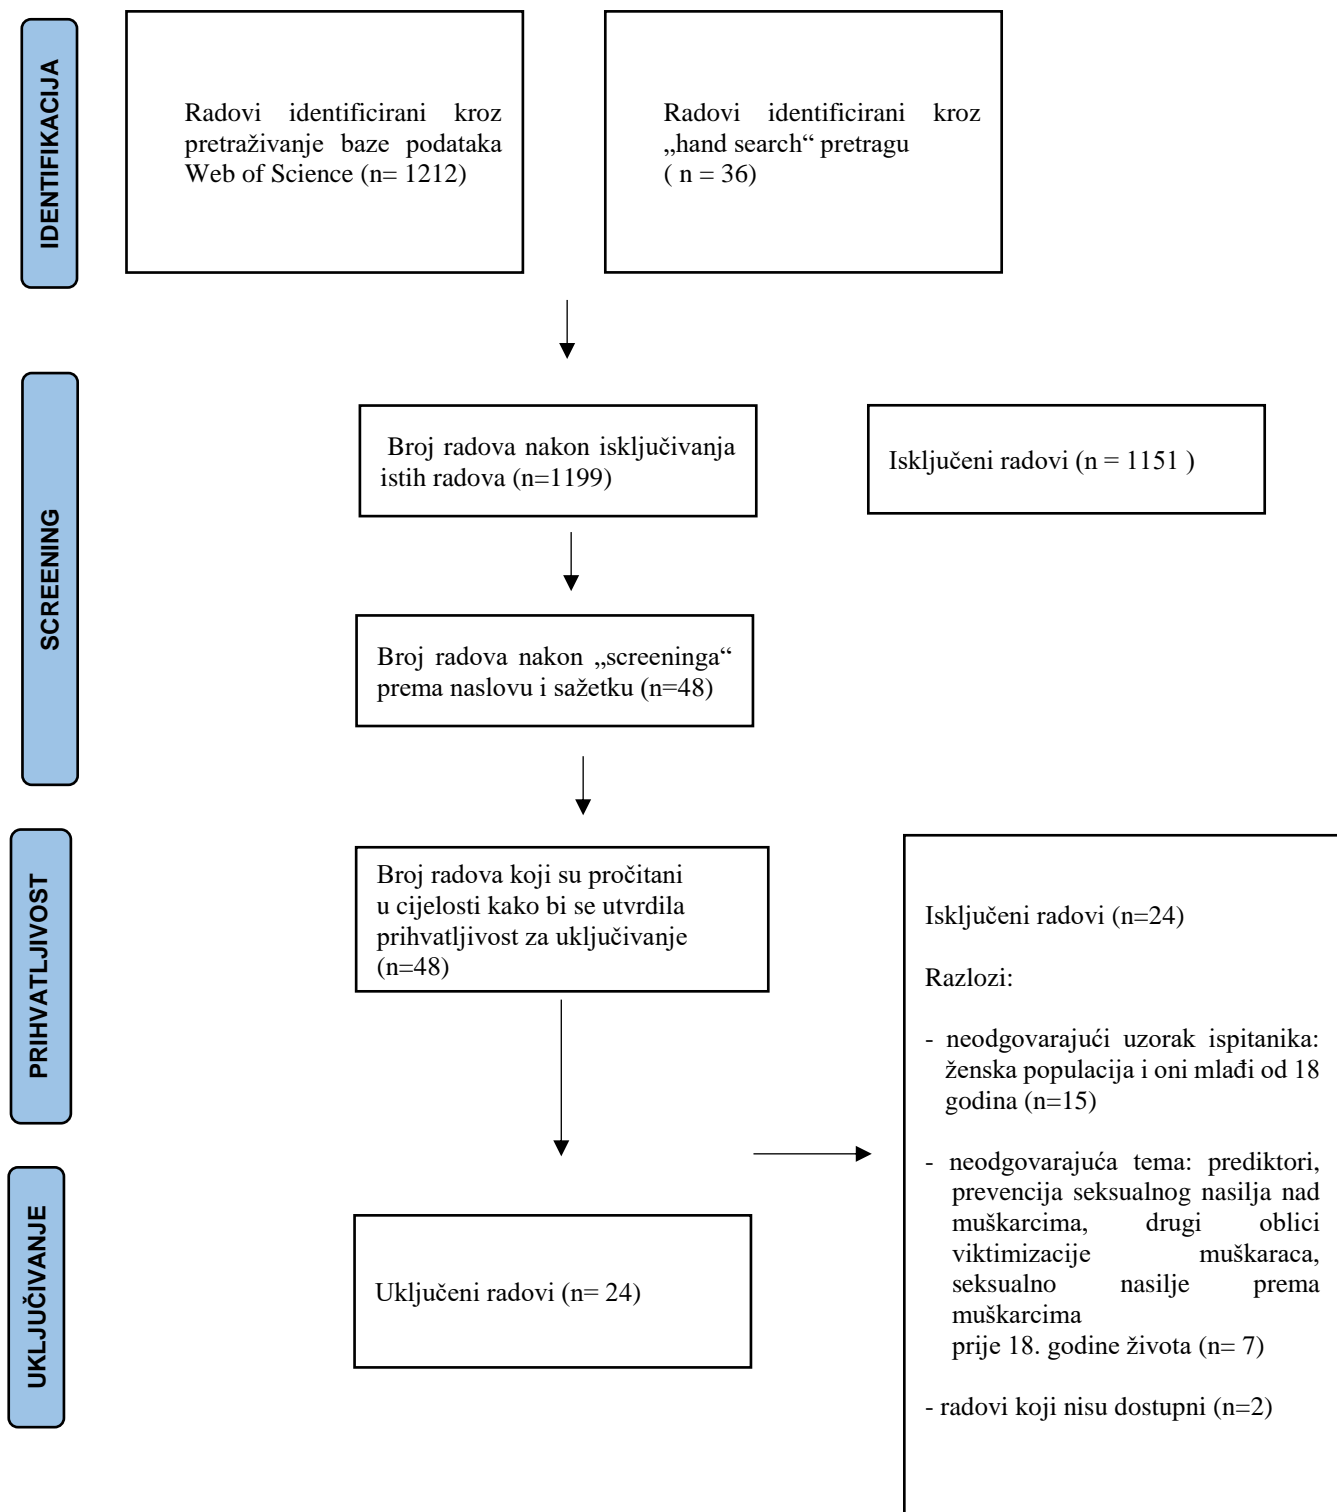 IDENTIFIKACIJA
Radovi identificirani kroz
pretraživanje baze podataka
Web of Science (n= 1212)
Radovi identificirani kroz
„hand search“ pretragu
( n = 36)
SCREENING
Broj radova nakon isključivanja
istih radova (n=1199)
Isključeni radovi (n = 1151 )
Broj radova nakon „screeninga“
prema naslovu i sažetku (n=48)
PRIHVATLJIVOST
Broj radova koji su pročitani
u cijelosti kako bi se utvrdila
prihvatljivost za uključivanje
(n=48)
Isključeni radovi (n=24)
Razlozi:
- neodgovarajući uzorak ispitanika:
ženska populacija i oni mlađi od 18
godina (n=15)
- neodgovarajuća tema: prediktori,
prevencija seksualnog nasilja nad
muškarcima, drugi oblici
viktimizacije muškaraca,
seksualno nasilje prema
muškarcima
prije 18. godine života (n= 7)
- radovi koji nisu dostupni (n=2)
UKLJUČIVANJE
Uključeni radovi (n= 24)